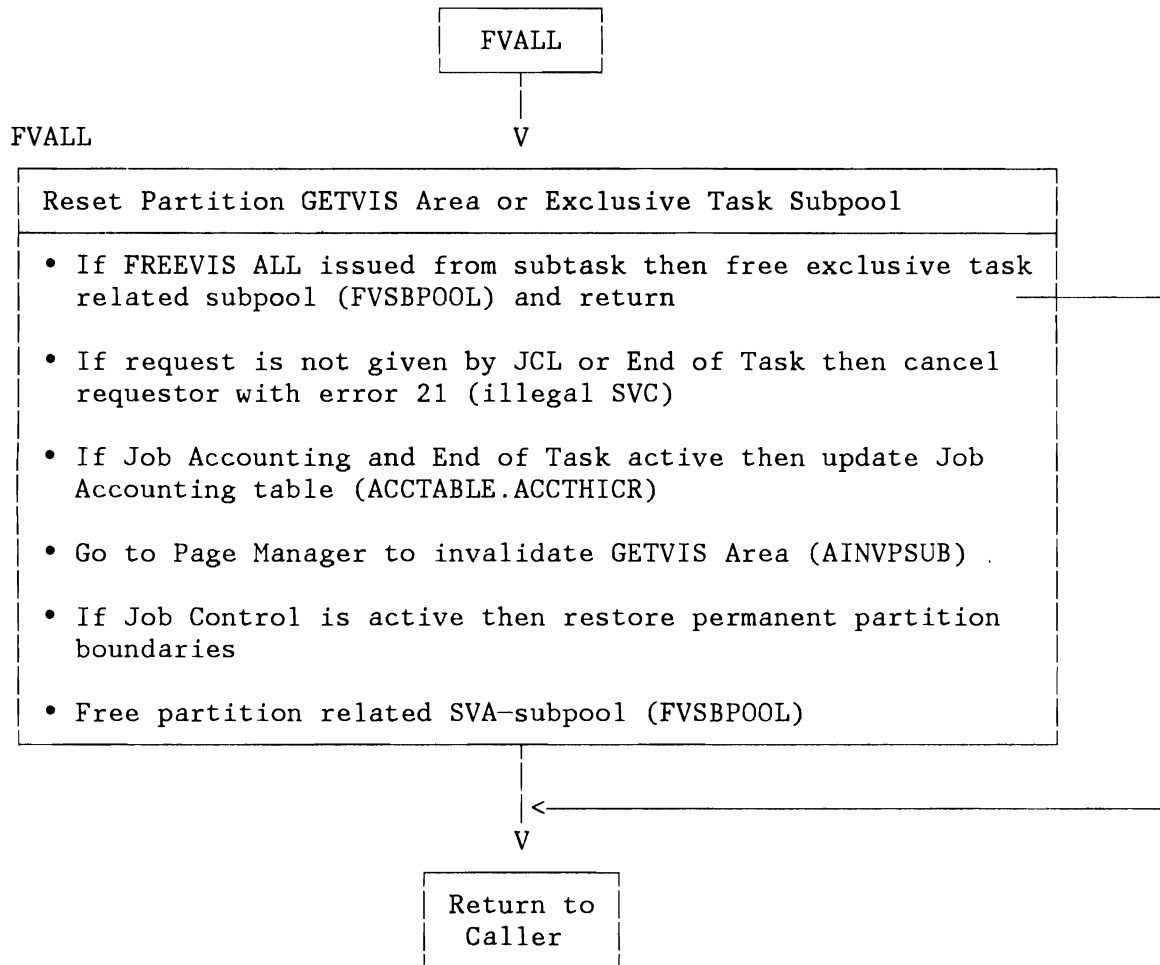 FVALL
FVALL
V
Reset Partition GETVIS Area or Exclusive Task Subpool
• If FREEVIS ALL issued from subtask then free exclusive task
related subpool (FVSBPOOL) and return
• If request is not given by JCL or End of Task then cancel
requestor with error 21 (illegal SVC)
• If Job Accounting and End of Task active then update Job
Accounting table (ACCTABLE.ACCTHICR)
• Go to Page Manager to invalidate GETVIS Area (AINVPSUB) .
• If Job Control is active then restore permanent partition
boundaries
• Free partition related SVA-subpool (FVSBPOOL)
<
V
Return to
Caller